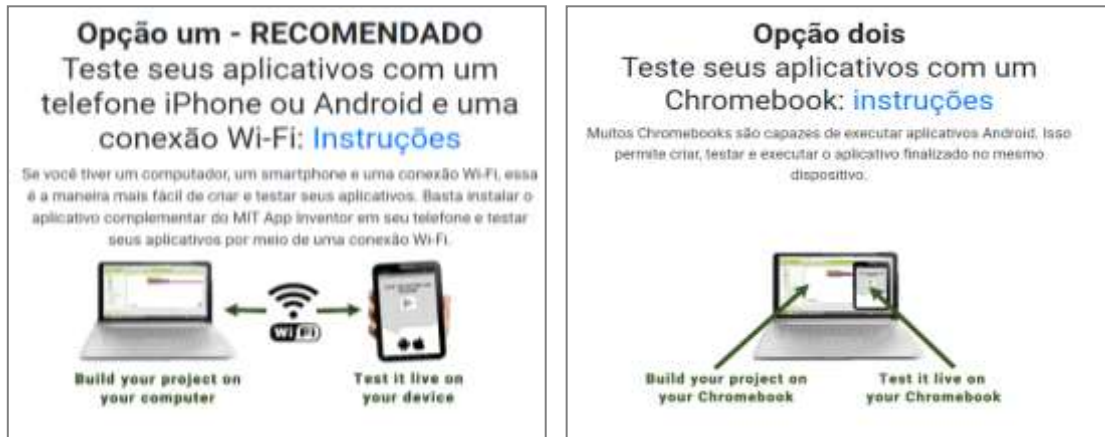 Opção um - RECOMENDADO
Teste seus aplicativos com um
telefone iPhone ou Android e uma
conexão Wi-Fi: Instruções
Se você tiver um computador, um smartphone e uma conexão Wi-Fi, essa
é a maneira mais fácil de criar e testar seus aplicativos. Basta instalar o
aplicativo complementar do MIT App Inventor em seu telefone e testar
seus aplicativos por meio de uma conexão Wi-Fi.
WiFi
Build your project on
your computer
Test it live on
your device
Opção dois
Teste seus aplicativos com um
Chromebook: instruções
Muitos Chromebooks são capazes de executar aplicativos Android. Isso
permite criar, testar e executar o aplicativo finalizado no mesmo
dispositivo.
Build your project on
your Chromebook
Test it live on
your Chromebook